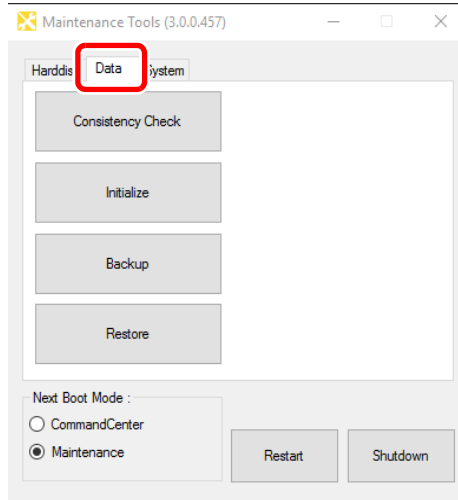 Maintenance Tools (3.0.0.457)
Harddis Data ystem
Consistency Check
Initialize
Backup
Restore
Next Boot Mode :
CommandCenter
Maintenance
Restart Shutdown